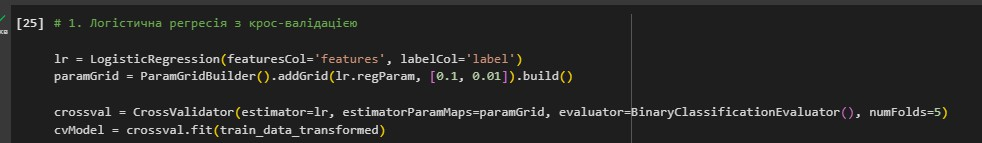 [25] # 1. Логістична регресія з крос-валідацією
lr = LogisticRegression(featuresCol='features', labelCol='label')
paramGrid = ParamGridBuilder().addGrid(lr.regParam, [0.1, 0.01]).build()
crossval = CrossValidator(estimator=lr, estimatorParamMaps=paramGrid, evaluator=BinaryClassificationEvaluator(), numFolds=5)
cvModel = crossval.fit(train_data_transformed)